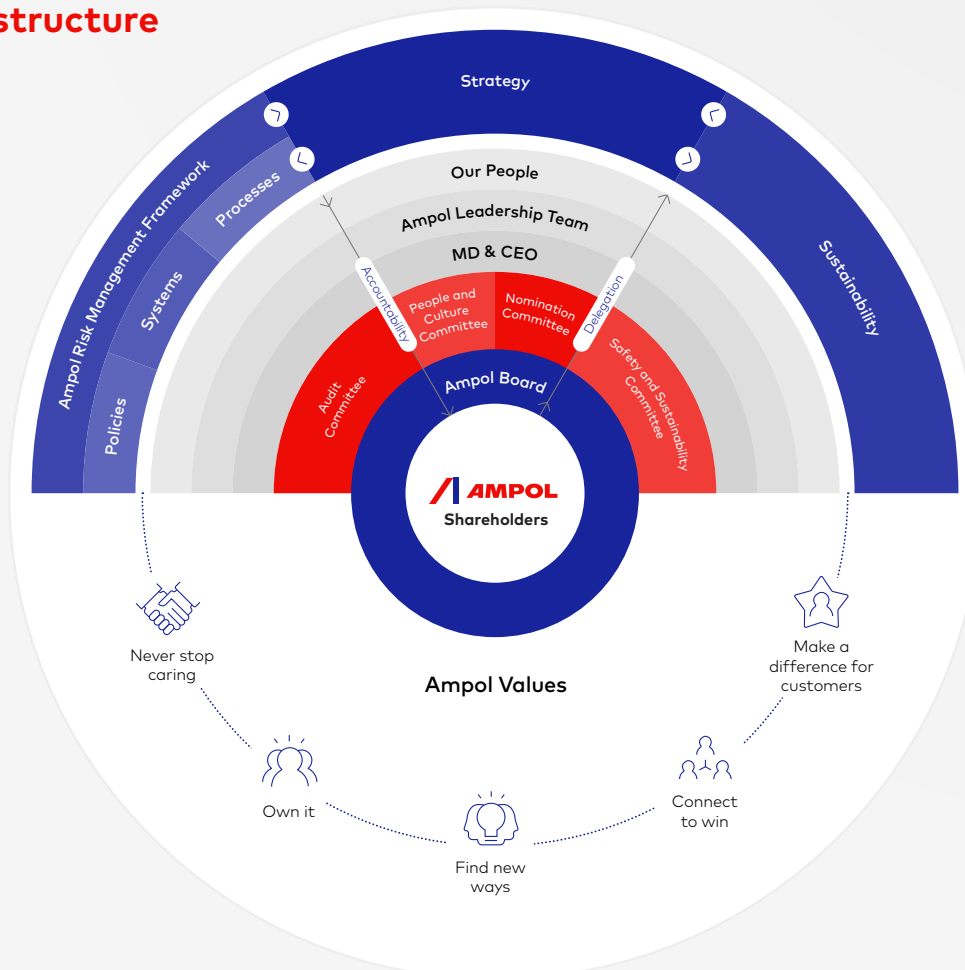 structure
Strategy
Ampol Risk Management Framework
Processes
Systems
Policies
Sustainability
Our People
Ampol Leadership Team
MD & CEO
Accountability
Delegation
People and
Culture
Committee
Nomination
Committee
Audit
Committee
Safety and Sustainability
Committee
Ampol Board
AMPOL
Shareholders
Ampol Values
Never stop
caring
Own it
Find new
ways
Connect
to win
Make a
difference for
customers